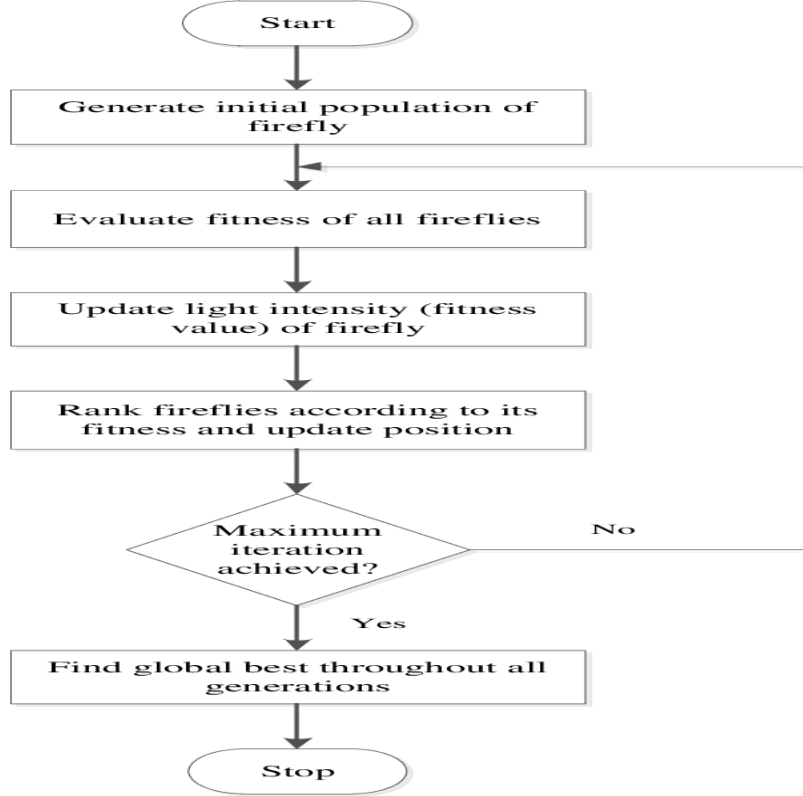 Start
Generate initial population of
firefly
Evaluate fitness of all fireflies
Update light intensity (fitness
value) of firefly
Rank fireflies according to its
fitness and update position
Maximum
iteration
achieved?
No
Yes
Find global best throughout all
generations
Stop